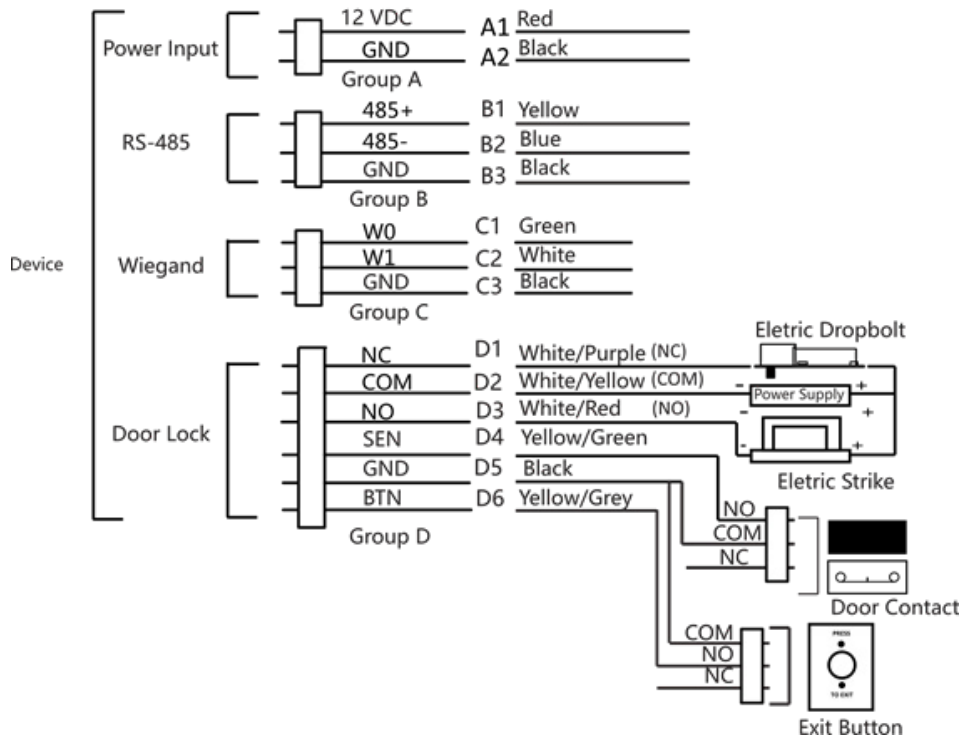 Device
Power Input
12 VDC A1 Red
GND A2 Black
Group A
RS-485
485+ B1 Yellow
485- B2 Blue
GND B3 Black
Group B
Wiegand
W0 C1 Green
W1 C2 White
GND C3 Black
Group C
Door Lock
NC D1 White/Purple (NC)
COM D2 White/Yellow (COM)
NO D3 White/Red (NO)
SEN D4 Yellow/Green
GND D5 Black
BTN D6 Yellow/Grey
Group D
Eletric Dropbolt
- +
Power Supply
- +
- +
Eletric Strike
NO
COM
NC
Door Contact
COM
NO
NC
PRESS
TO EXIT
Exit Button